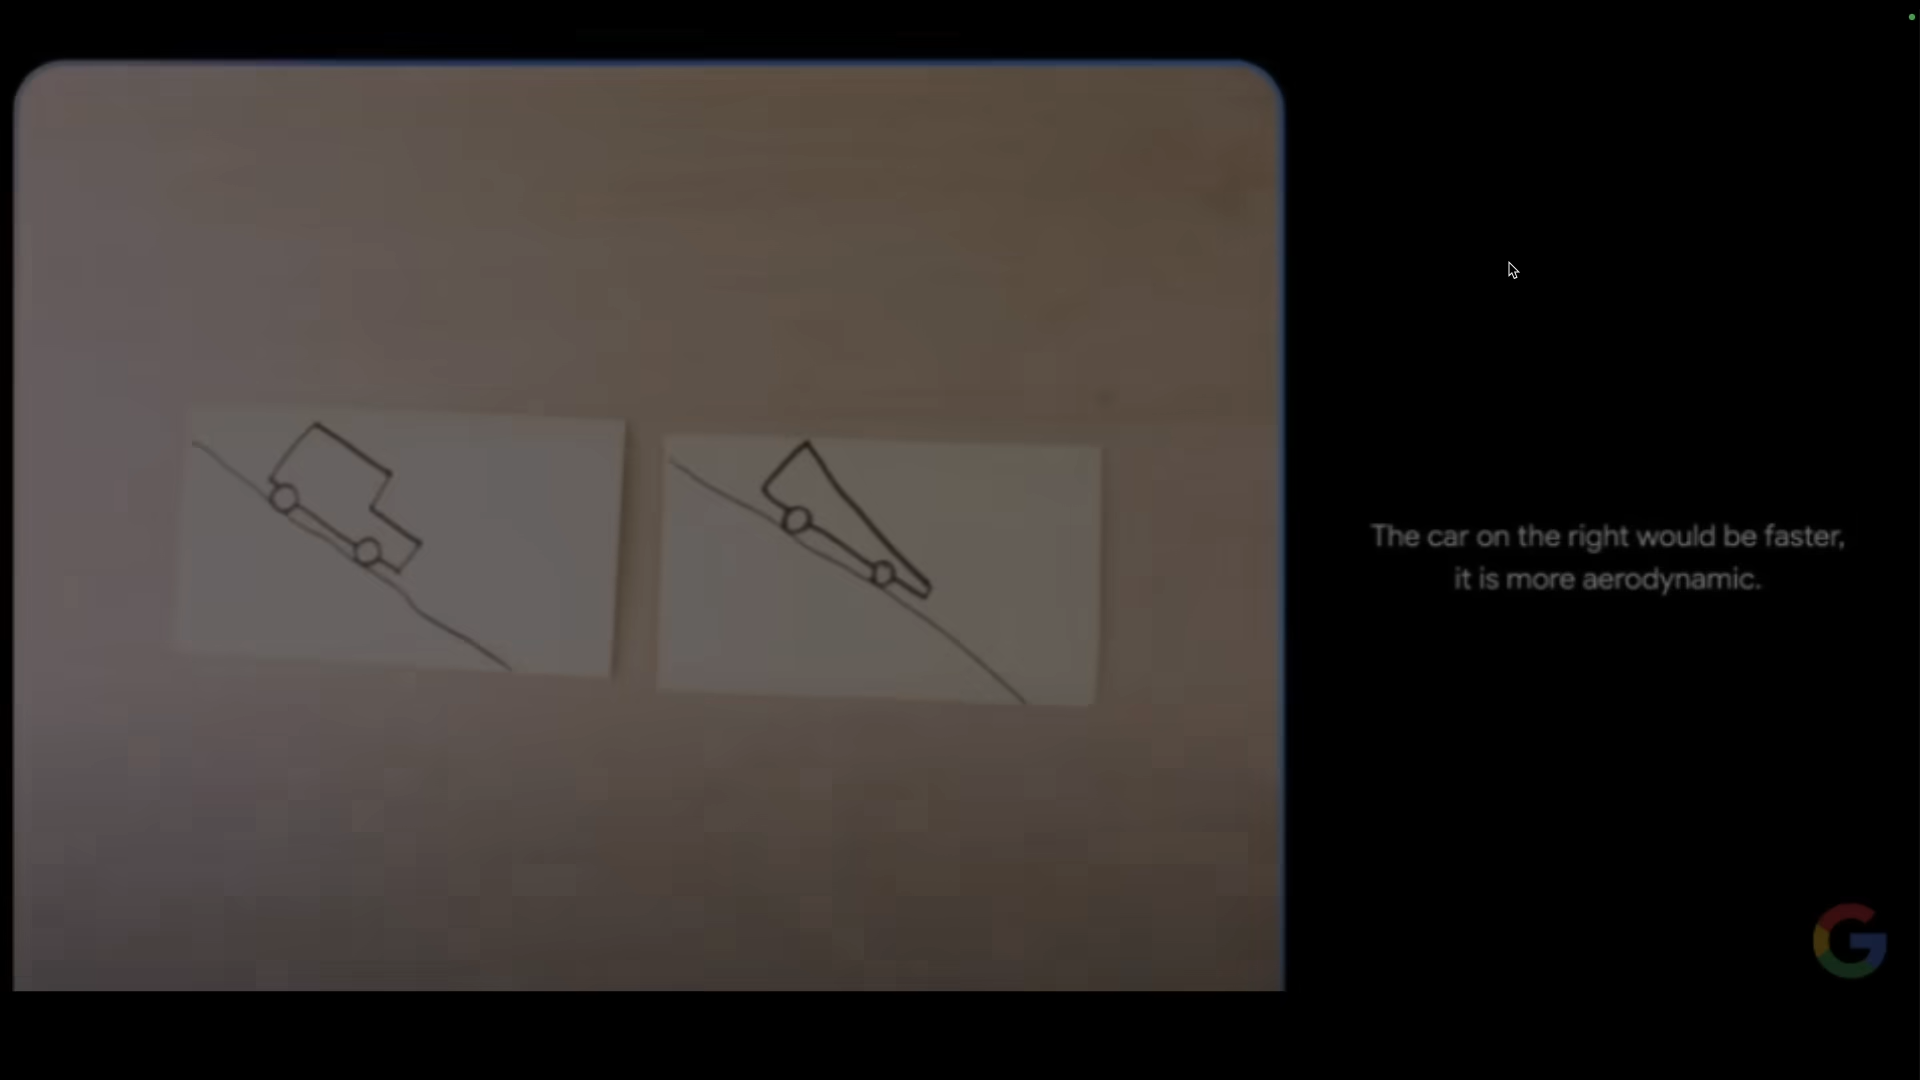 The car on the right would be faster,
it is more aerodynamic.